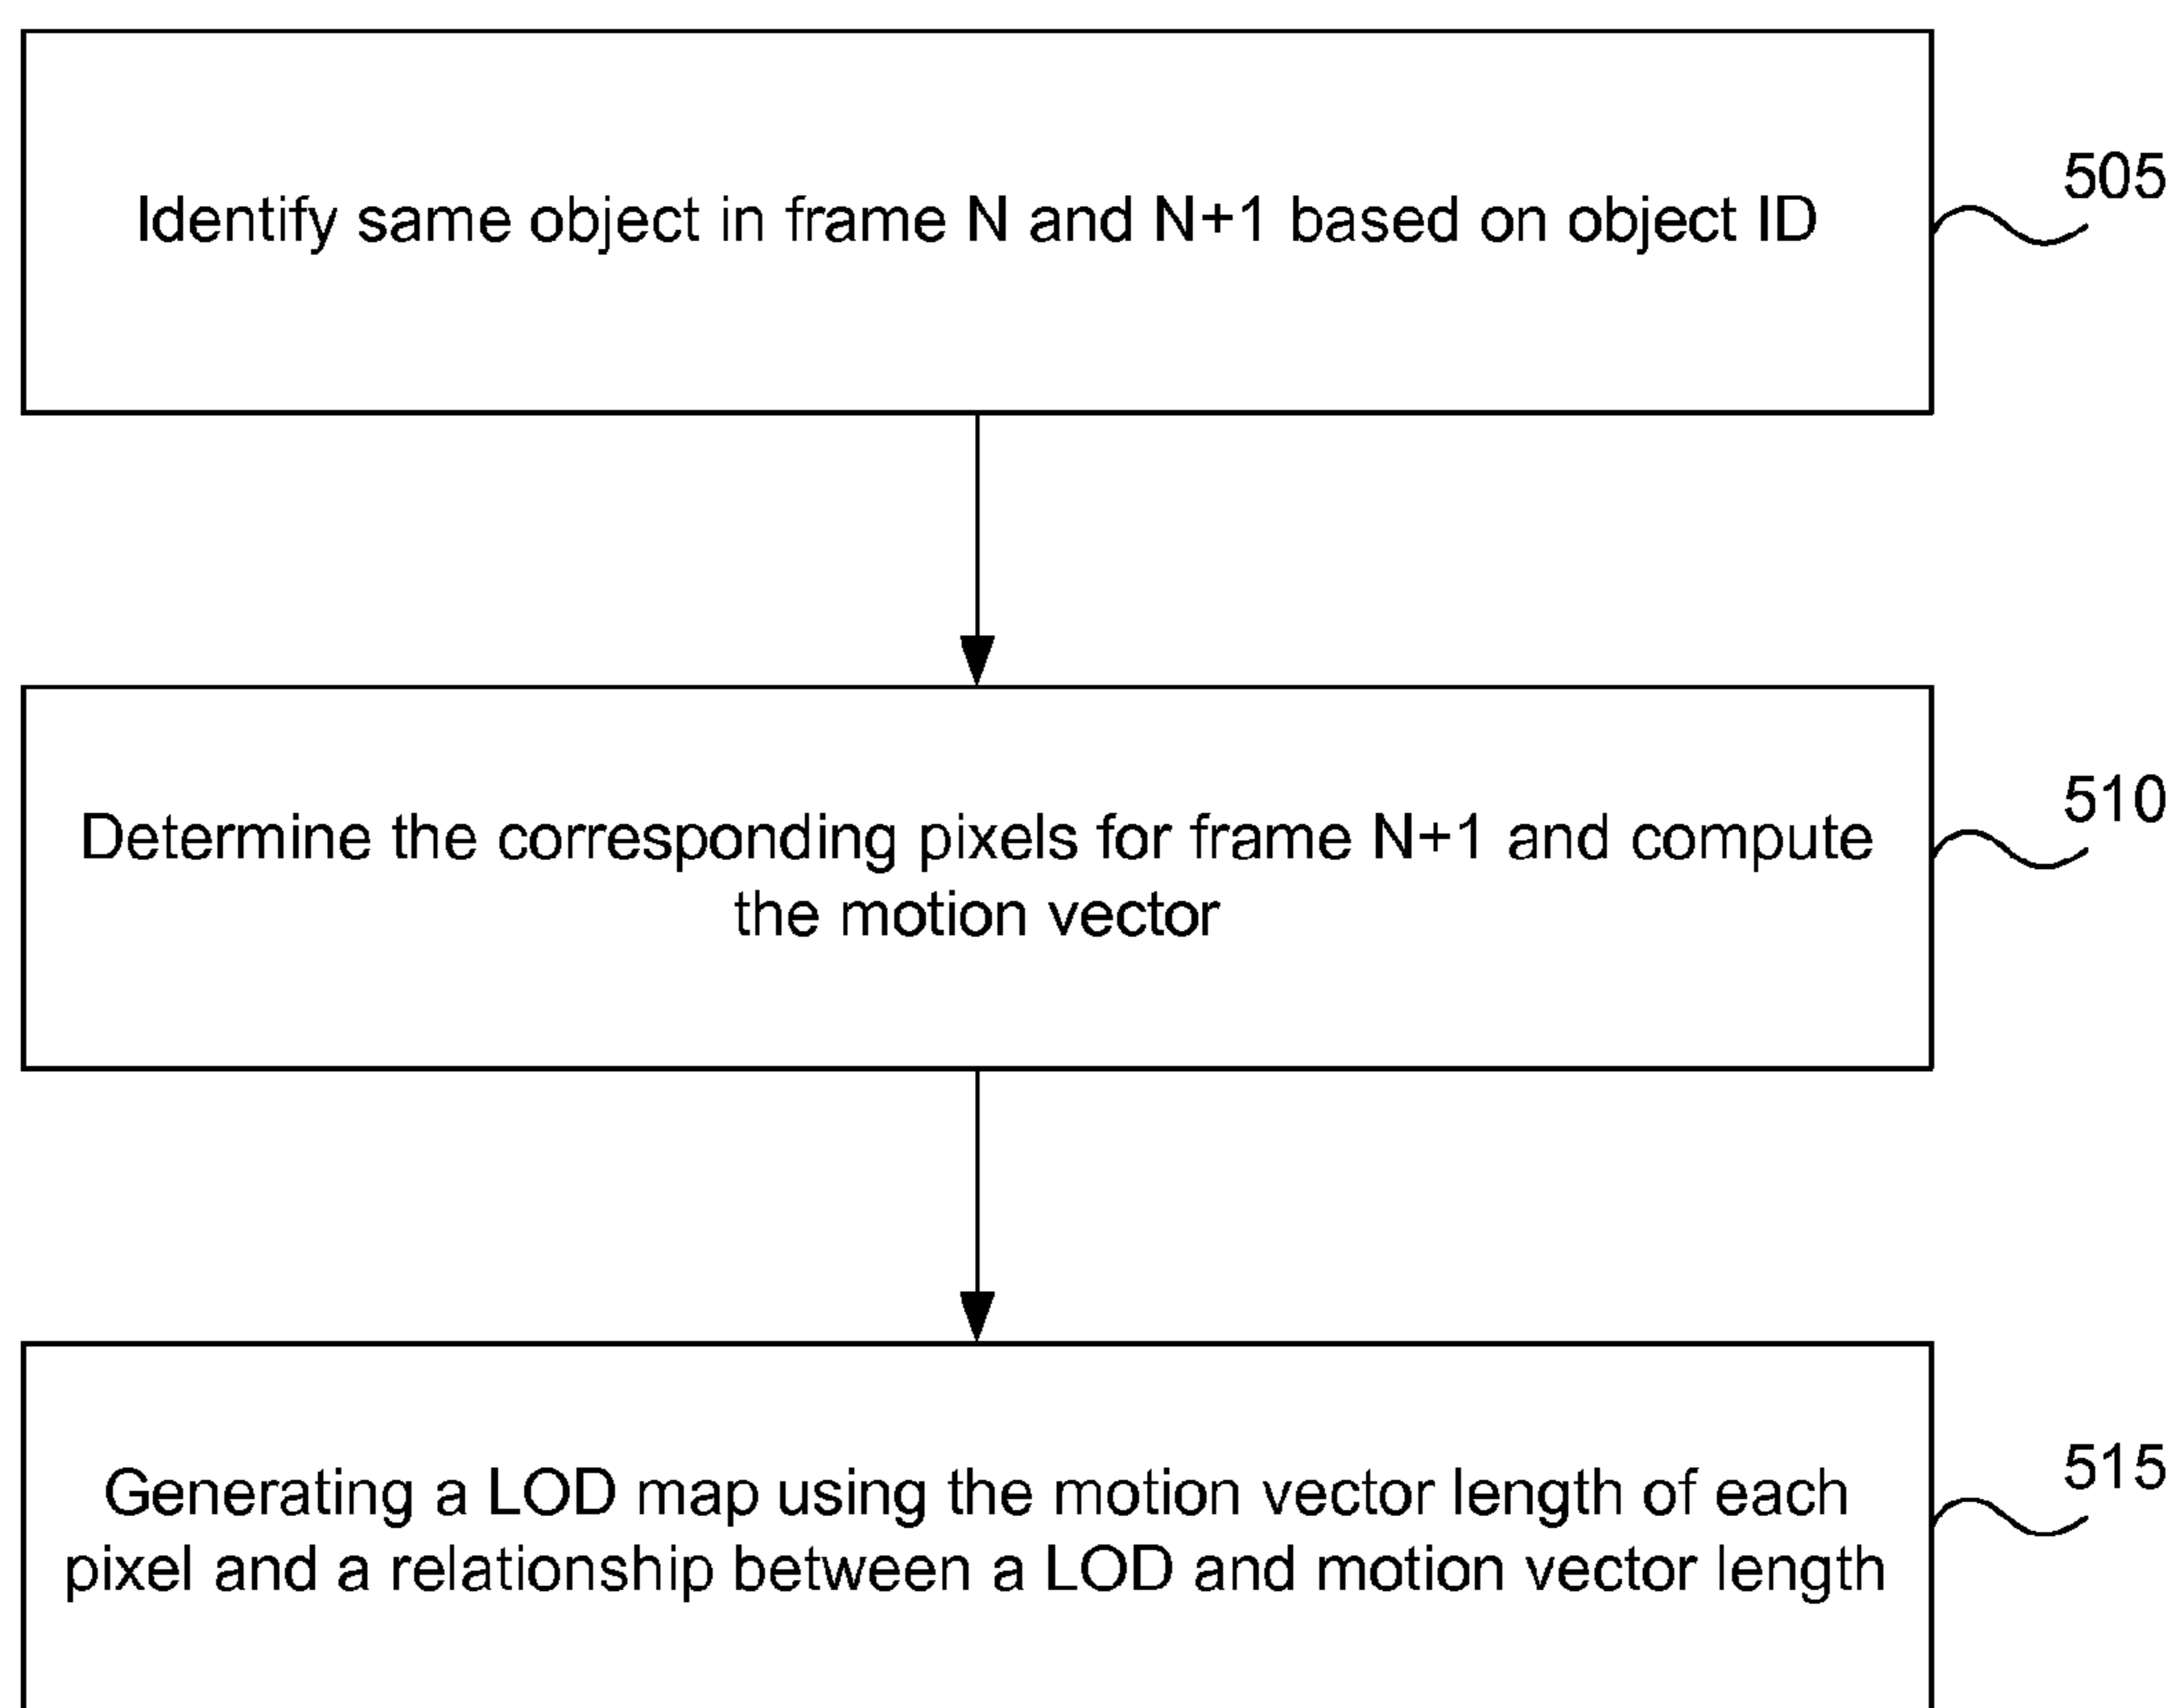 Identify same object in frame N and N+1 based on object ID
505
Determine the corresponding pixels for frame N+1 and compute
the motion vector
510
Generating a LOD map using the motion vector length of each
pixel and a relationship between a LOD and motion vector length
515